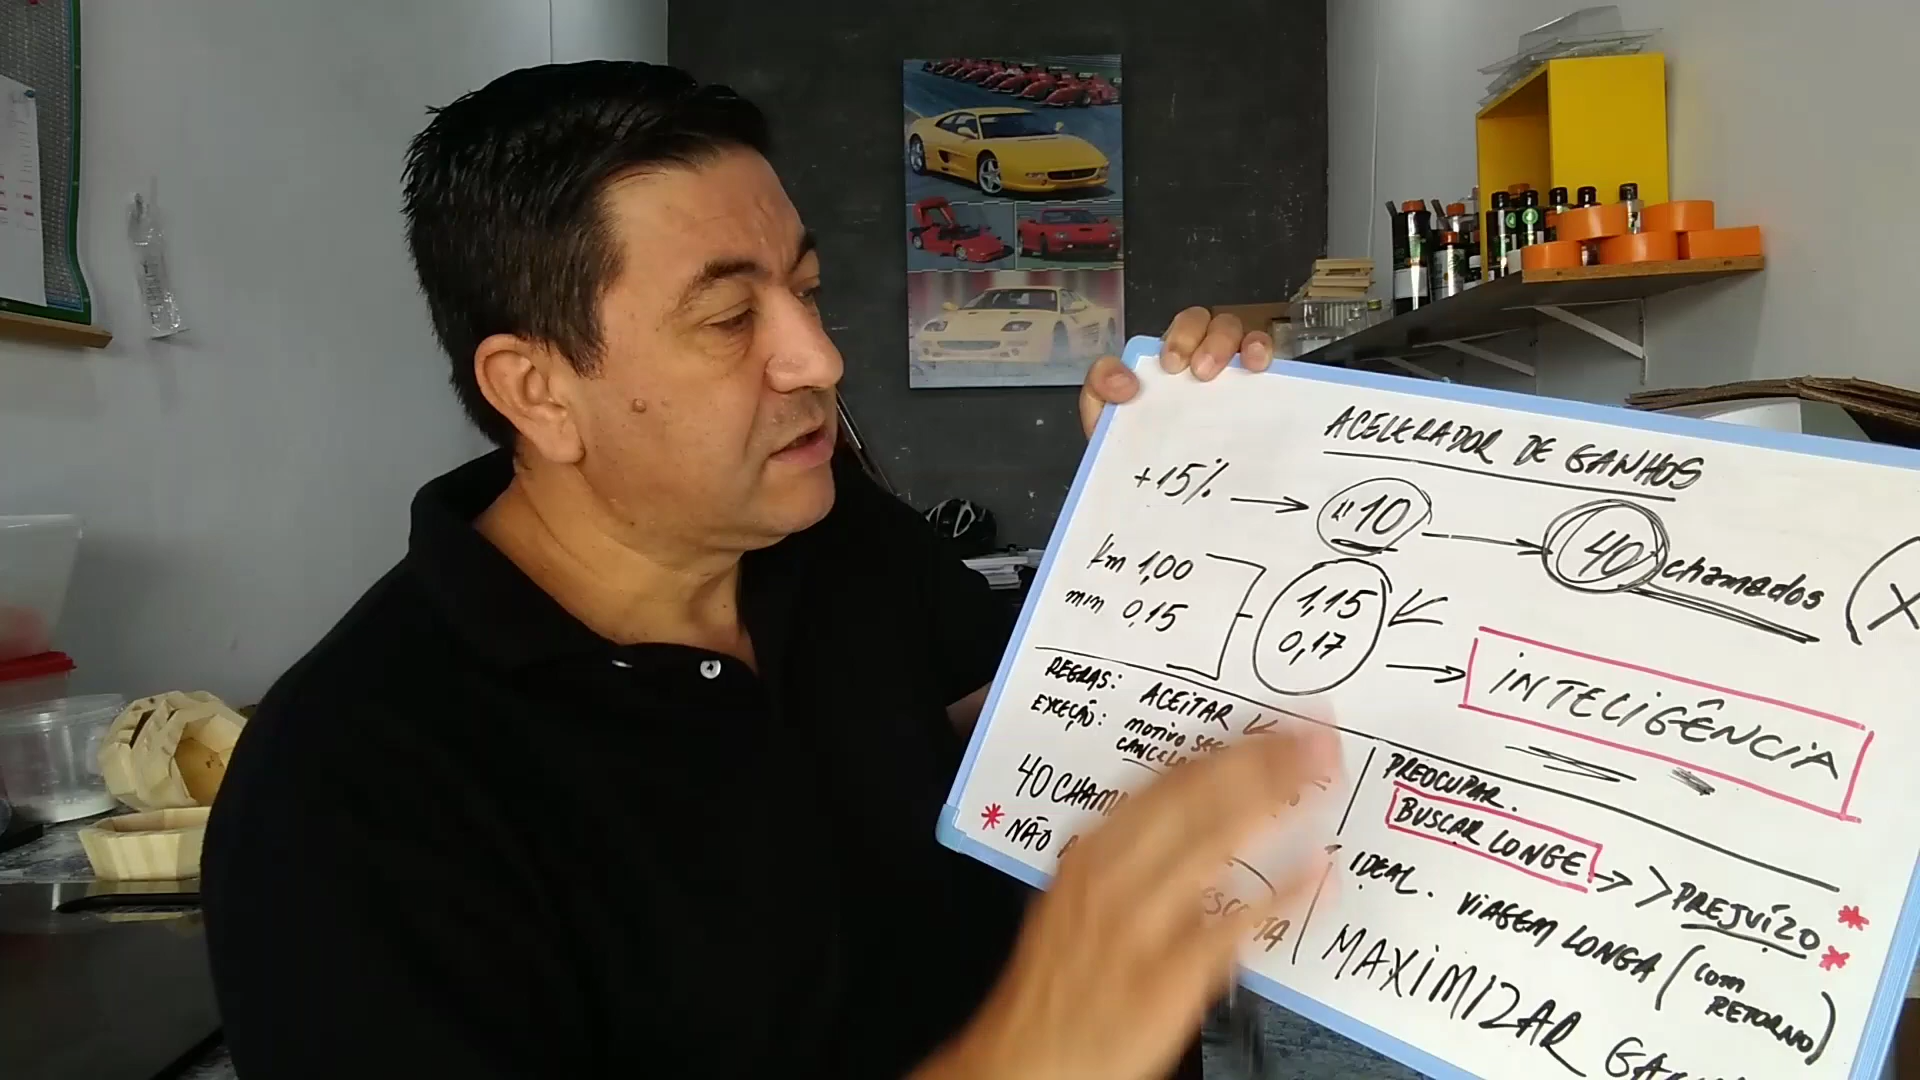 ACELERADOR DE GANHOS
+15% → "10 → 40 chamados
km 1,00
min 0,15
1,15
0,17
INTELIGÊNCIA
REGRAS: ACEITAR
EXCEÇÃO: MOTIVO
40
* NÃO
PREOCUPAR.
BUSCAR LONGE → > PREJUÍZO *
*
IDEAL. VIAGEM LONGA (COM RETORNO)
MAXIMIZAR